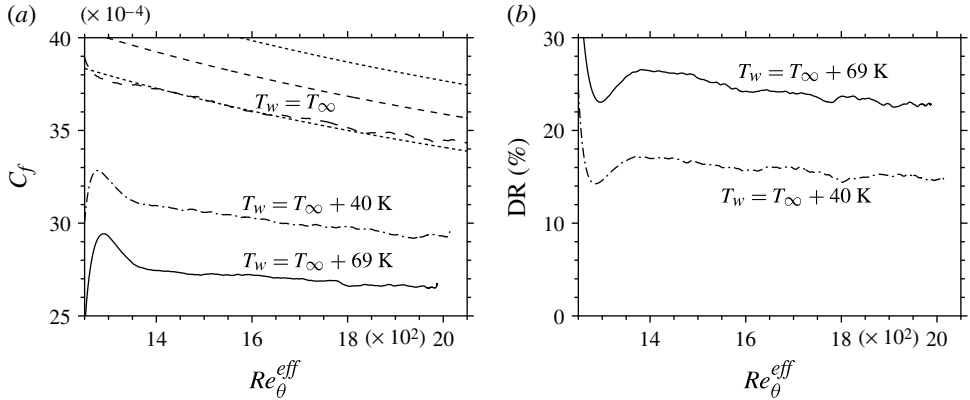 (a)
(× 10⁻⁴)
40
35
30
25
C_f
T_w = T_∞
T_w = T_∞ + 40 K
T_w = T_∞ + 69 K
14 16 18 (× 10²) 20
Re_θ^eff
(b)
30
20
10
0
DR (%)
T_w = T_∞ + 69 K
T_w = T_∞ + 40 K
14 16 18 (× 10²) 20
Re_θ^eff